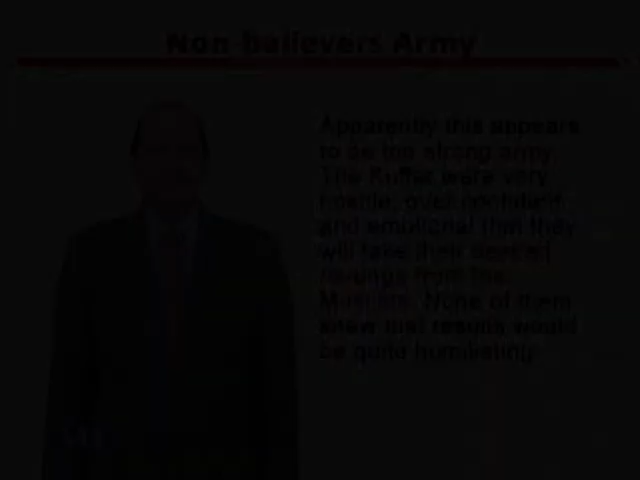 Non believers Army
Apparently this appears
to be too strong army.
The Kuffar were very
hostile, over confident
and emotional that they
will take their desired
revenge from the
Muslims. None of them
knew that results would
be quite humiliating.